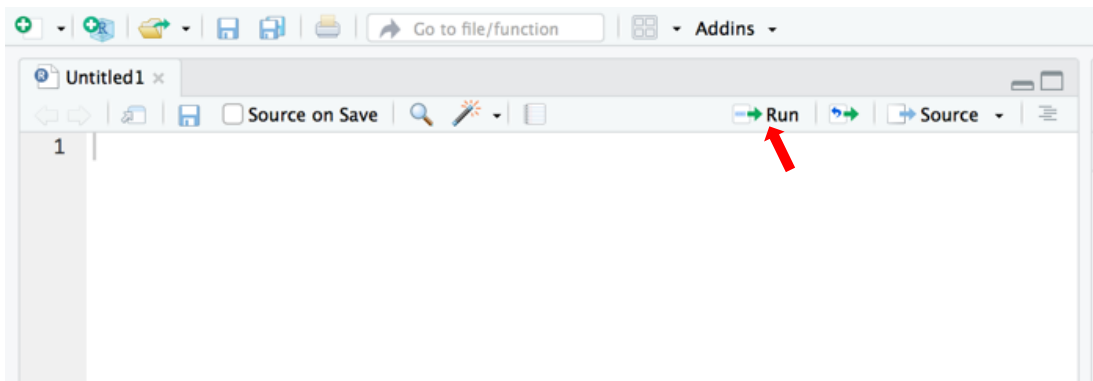 Go to file/function Addins
Untitled1
Source on Save Run Source
1